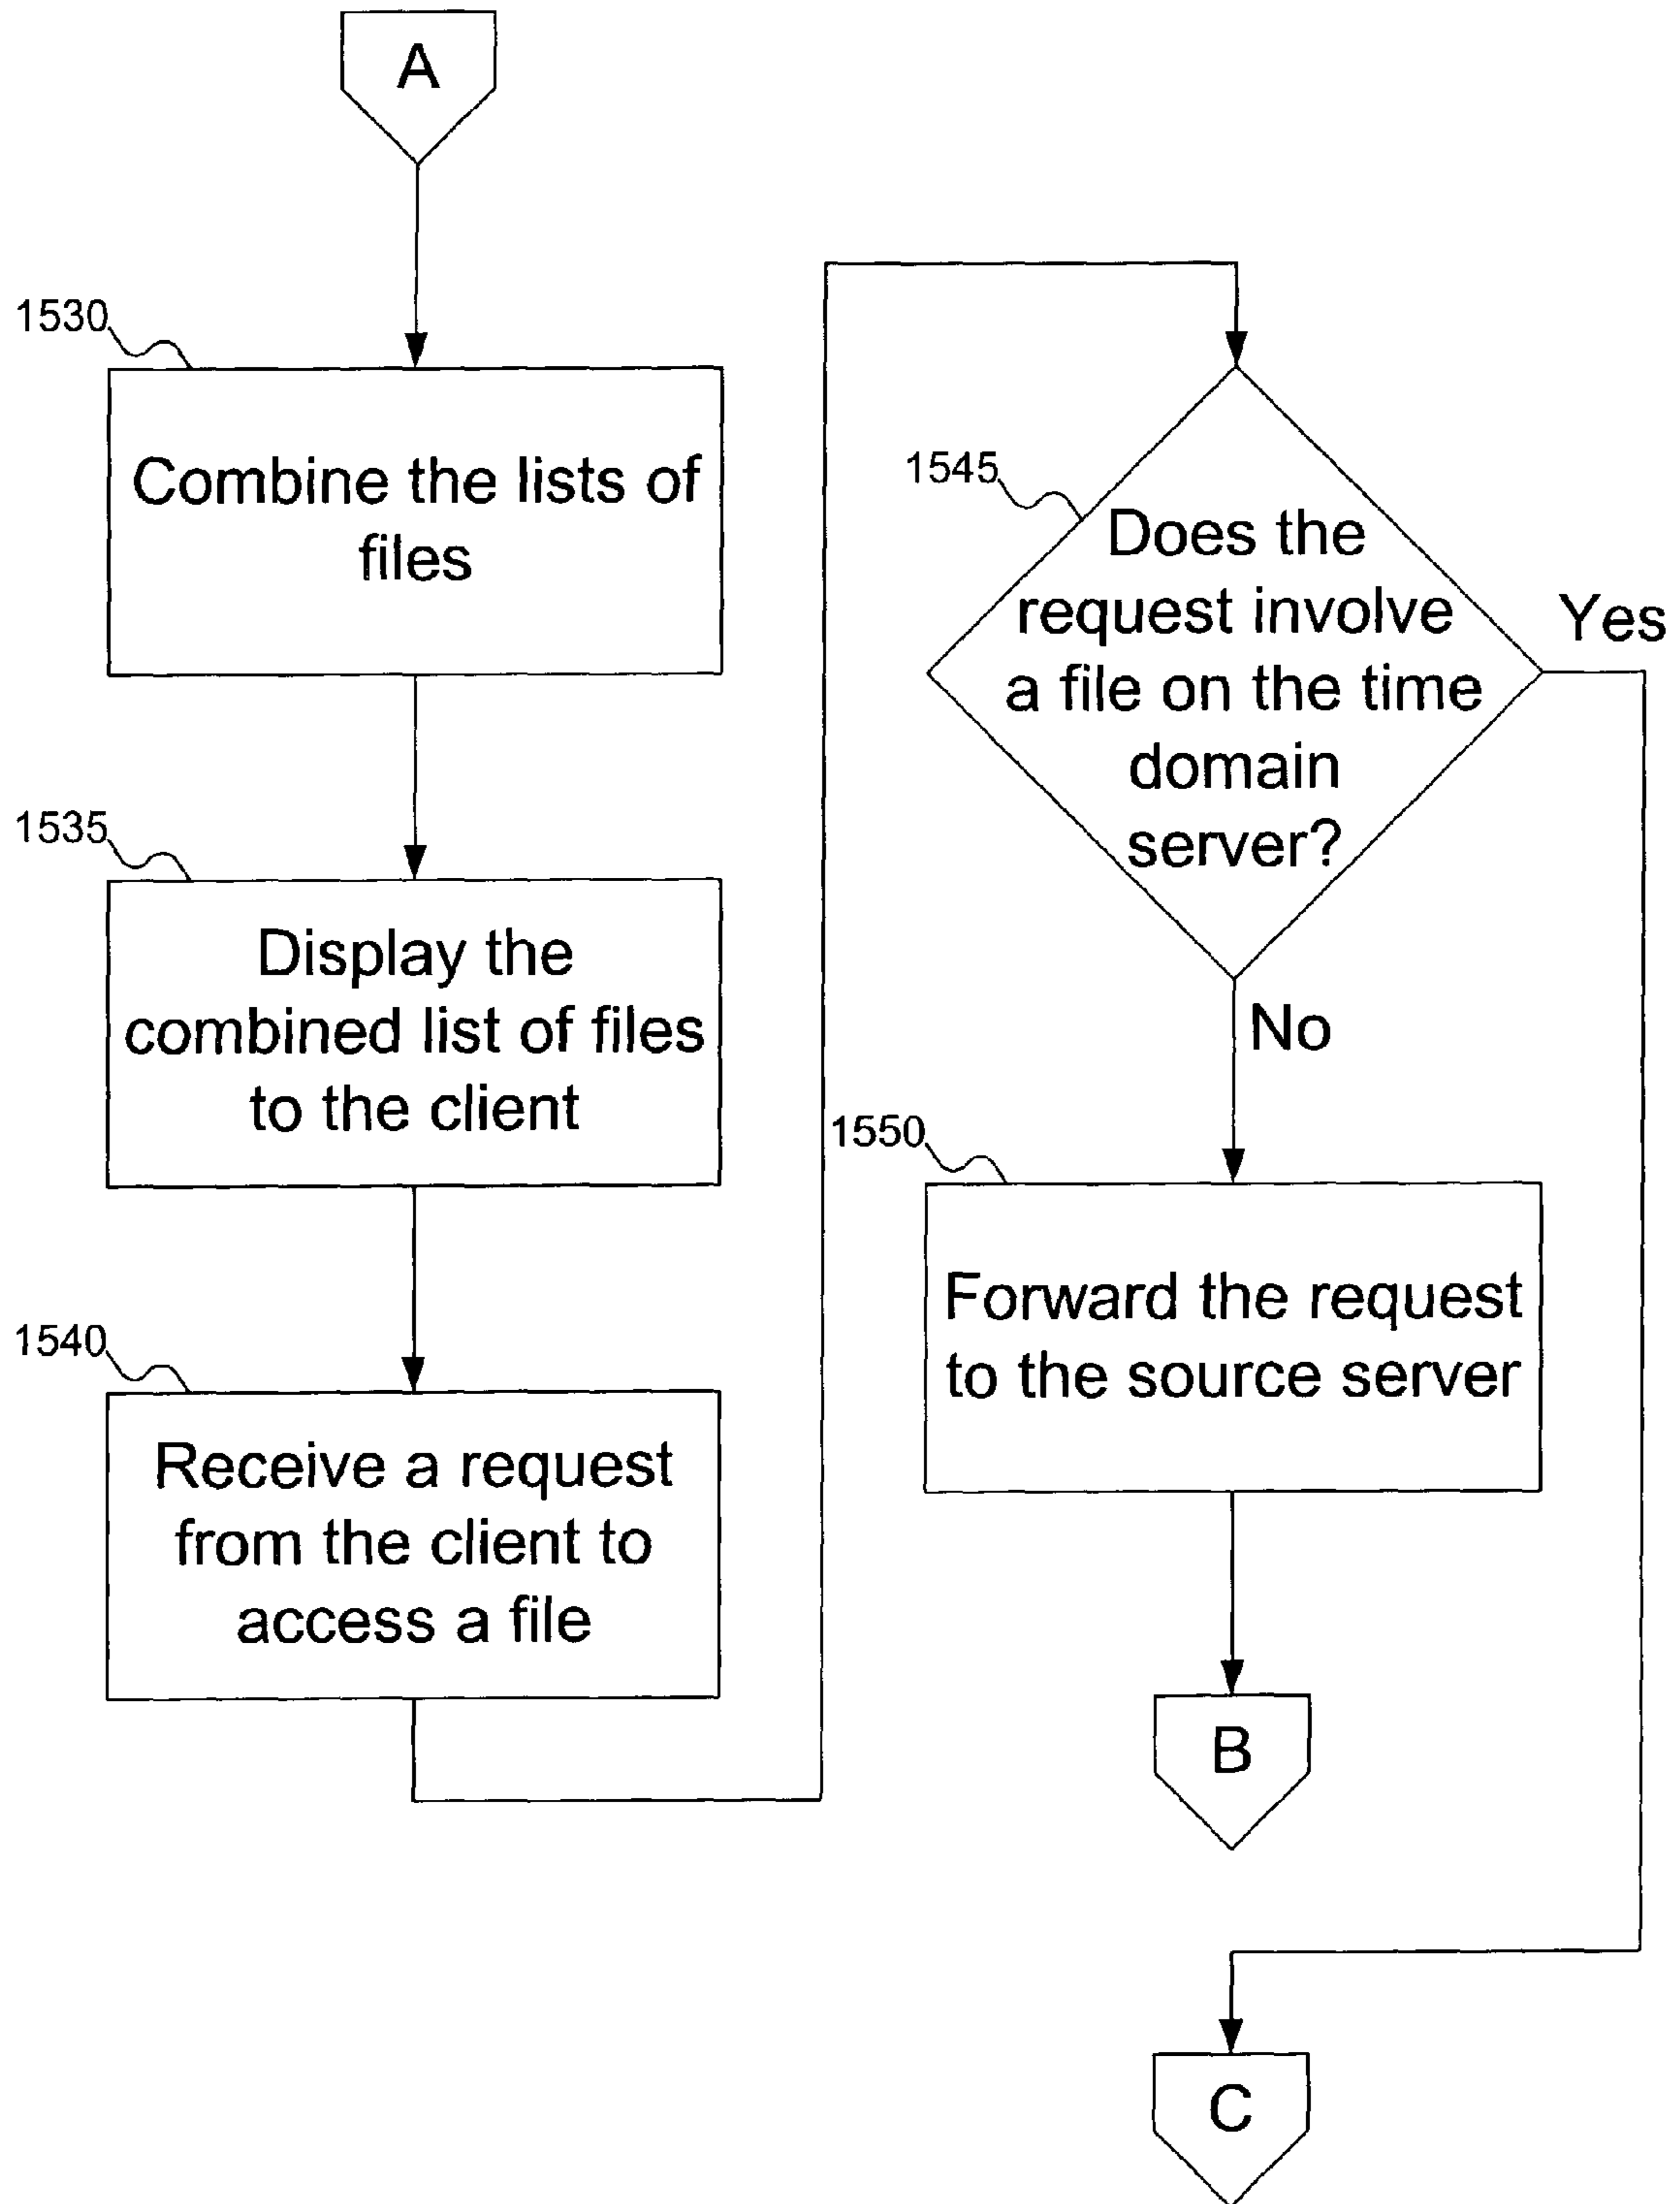 A
1530
Combine the lists of
files
1535
Display the
combined list of files
to the client
1540
Receive a request
from the client to
access a file
1545
Does the
request involve
a file on the time
domain
server?
Yes
No
1550
Forward the request
to the source server
B
C